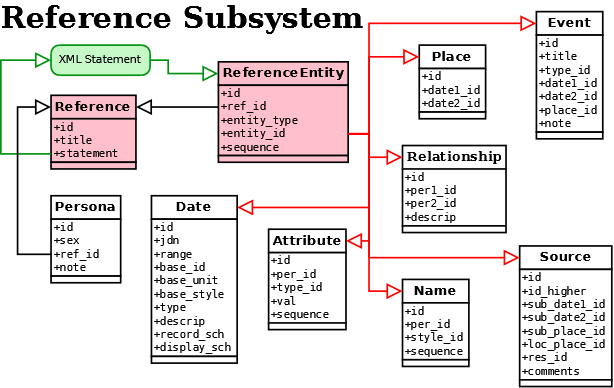 Reference Subsystem
XML Statement
Reference
+id
+title
+statement
ReferenceEntity
+id
+ref_id
+entity_type
+entity_id
+sequence
Place
+id
+date1_id
+date2_id
Event
+id
+title
+type_id
+date1_id
+date2_id
+place_id
+note
Relationship
+id
+per1_id
+per2_id
+descrip
Persona
+id
+sex
+ref_id
+note
Date
+id
+jdn
+range
+base_id
+base_unit
+base_style
+type
+descrip
+record_sch
+display_sch
Attribute
+id
+per_id
+type_id
+val
+sequence
Name
+id
+per_id
+style_id
+sequence
Source
+id
+id_higher
+sub_date1_id
+sub_date2_id
+sub_place_id
+loc_place_id
+res_id
+comments